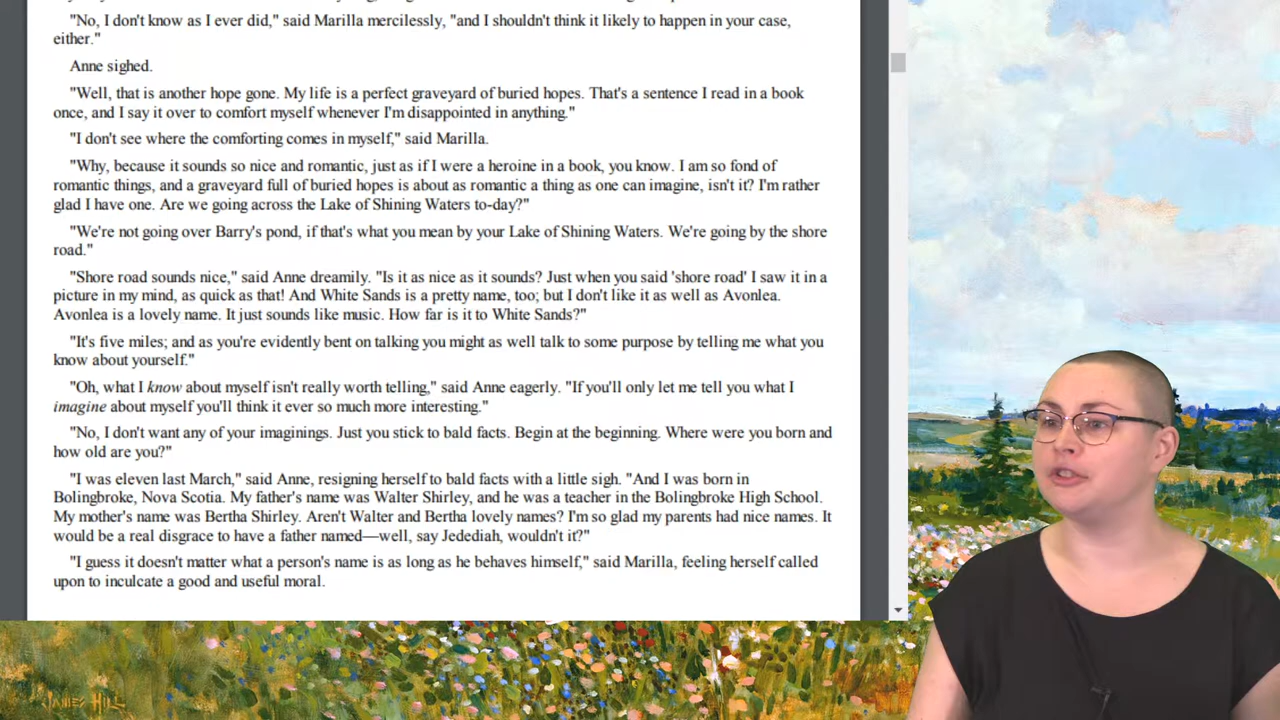 "No, I don't know as I ever did," said Marilla mercilessly, "and I shouldn't think it likely to happen in your case,
either."
Anne sighed.
"Well, that is another hope gone. My life is a perfect graveyard of buried hopes. That's a sentence I read in a book
once, and I say it over to comfort myself whenever I'm disappointed in anything."
"I don't see where the comforting comes in myself," said Marilla.
"Why, because it sounds so nice and romantic, just as if I were a heroine in a book, you know. I am so fond of
romantic things, and a graveyard full of buried hopes is about as romantic a thing as one can imagine, isn't it? I'm rather
glad I have one. Are we going across the Lake of Shining Waters to-day?"
"We're not going over Barry's pond, if that's what you mean by your Lake of Shining Waters. We're going by the shore
road."
"Shore road sounds nice," said Anne dreamily. "Is it as nice as it sounds? Just when you said 'shore road' I saw it in a
picture in my mind, as quick as that! And White Sands is a pretty name, too; but I don't like it as well as Avonlea.
Avonlea is a lovely name. It just sounds like music. How far is it to White Sands?"
"It's five miles; and as you're evidently bent on talking you might as well talk to some purpose by telling me what you
know about yourself."
"Oh, what I know about myself isn't really worth telling," said Anne eagerly. "If you'll only let me tell you what I
imagine about myself you'll think it ever so much more interesting."
"No, I don't want any of your imaginings. Just you stick to bald facts. Begin at the beginning. Where were you born and
how old are you?"
"I was eleven last March," said Anne, resigning herself to bald facts with a little sigh. "And I was born in
Bolingbroke, Nova Scotia. My father's name was Walter Shirley, and he was a teacher in the Bolingbroke High School.
My mother's name was Bertha Shirley. Aren't Walter and Bertha lovely names? I'm so glad my parents had nice names. It
would be a real disgrace to have a father named—well, say Jedediah, wouldn't it?"
"I guess it doesn't matter what a person's name is as long as he behaves himself," said Marilla, feeling herself called
upon to inculcate a good and useful moral.
JAMES HILL